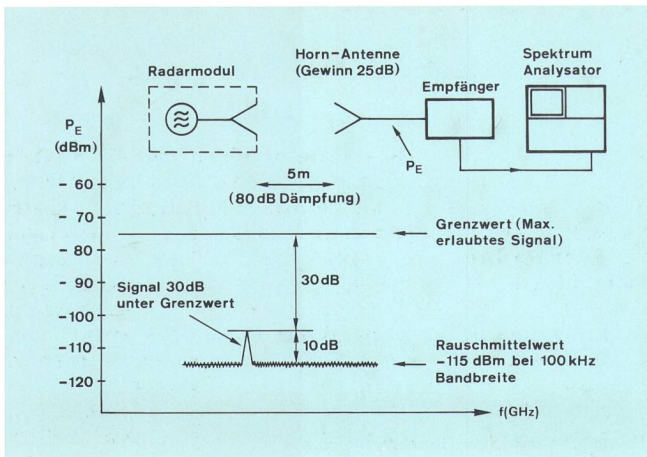 Radarmodul
Horn-Antenne
(Gewinn 25dB)
Empfänger
Spektrum
Analysator
P_E
(dBm)
P_E
5m
(80 dB Dämpfung)
- 60
- 70
- 80
- 90
-100
-110
-120
Grenzwert (Max.
erlaubtes Signal)
30dB
Signal 30dB
unter Grenzwert
10dB
Rauschmittelwert
-115 dBm bei 100 kHz
Bandbreite
f(GHz)